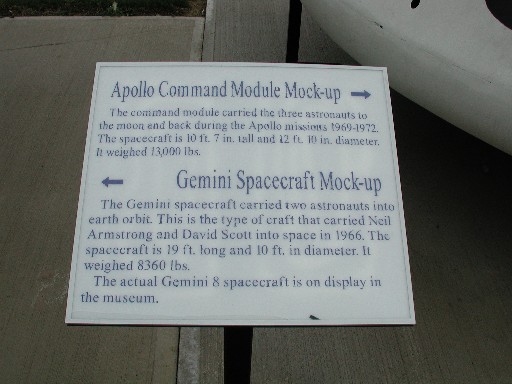 Apollo Command Module Mock-up
The command module carried the three astronauts to
the moon and back during the Apollo missions 1969-1972.
The spacecraft is 10 ft. 7 in. tall and 12 ft. 10 in. diameter.
It weighed 13,000 lbs.
Gemini Spacecraft Mock-up
The Gemini spacecraft carried two astronauts into
earth orbit. This is the type of craft that carried Neil
Armstrong and David Scott into space in 1966. The
spacecraft is 19 ft. long and 10 ft. in diameter. It
weighed 8360 lbs.
The actual Gemini 8 spacecraft is on display in
the museum.